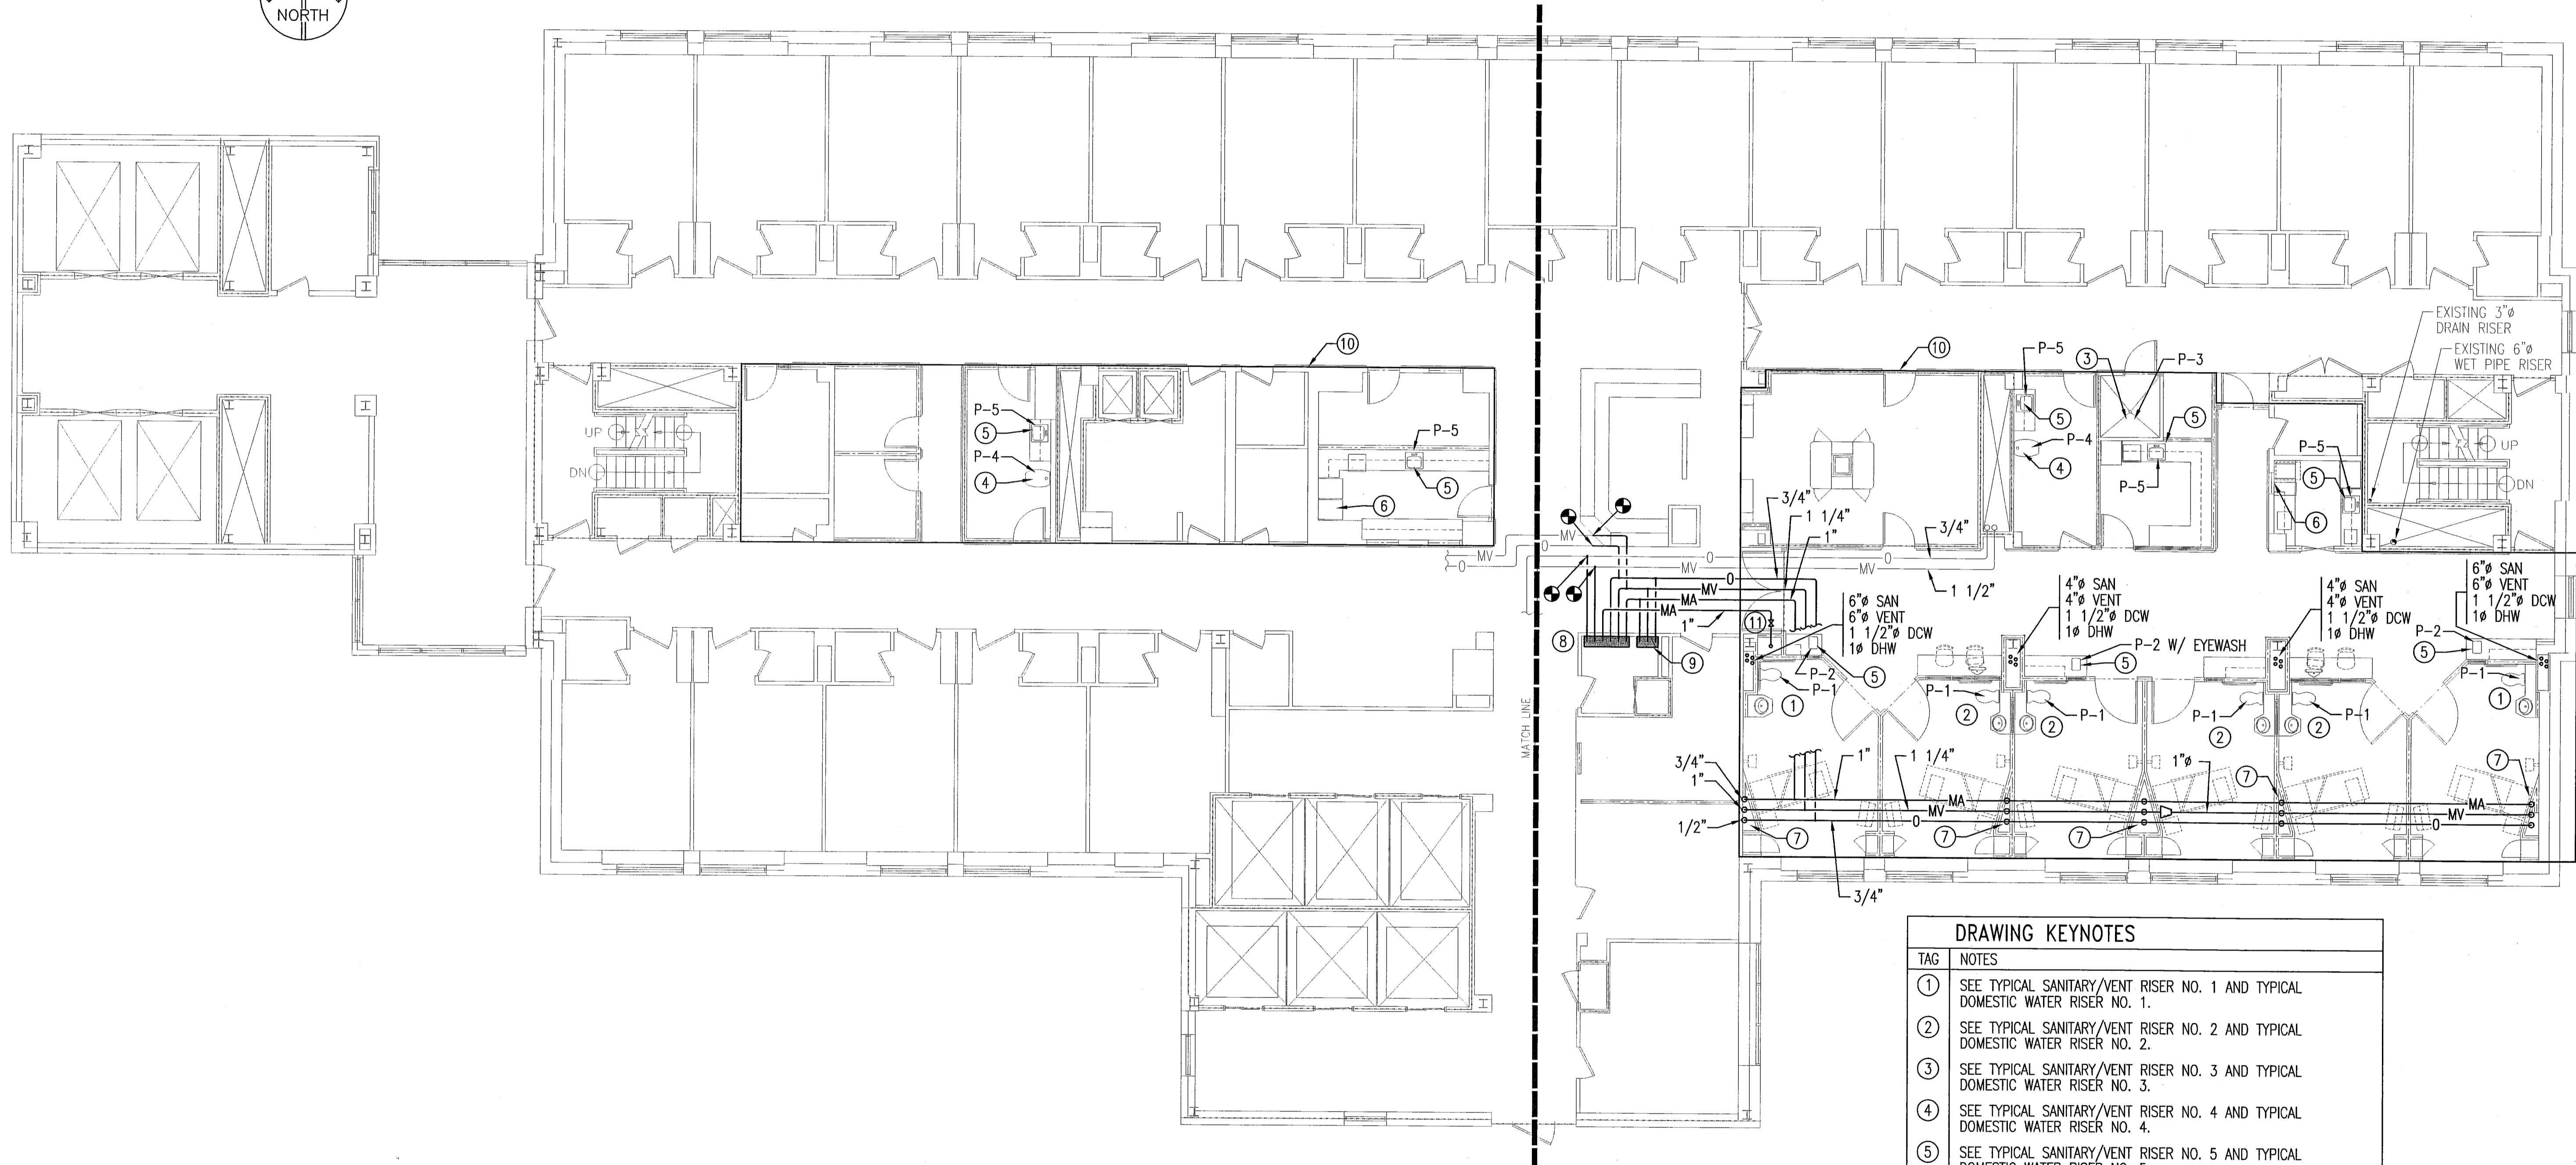 NORTH
EXISTING 3"ø
DRAIN RISER
EXISTING 6"ø
WET PIPE RISER
10
10
P-5
3
P-3
5
5
P-4
4
P-5
P-5
5
6
UP
DN
UP
DN
P-5
5
P-4
4
P-5
5
6
3/4"
1 1/4"
1"
3/4"
MV
O
O
MV
O
O
MV
MV
1 1/2"
O
MV
MA
MA
1"
11
8
9
6"ø SAN
6"ø VENT
1 1/2"ø DCW
1ø DHW
4"ø SAN
4"ø VENT
1 1/2"ø DCW
1ø DHW
4"ø SAN
4"ø VENT
1 1/2"ø DCW
1ø DHW
6"ø SAN
6"ø VENT
1 1/2"ø DCW
1ø DHW
P-2
5
P-2 W/ EYEWASH
5
P-2
5
P-1
1
P-1
2
P-1
2
P-1
2
P-1
2
P-1
1
MATCH LINE
3/4"
1"
1/2"
1"
1 1/4"
1"ø
7
7
MA
MV
O
MA
MV
O
7
7
7
3/4"
DRAWING KEYNOTES
TAG NOTES
1 SEE TYPICAL SANITARY/VENT RISER NO. 1 AND TYPICAL
DOMESTIC WATER RISER NO. 1.
2 SEE TYPICAL SANITARY/VENT RISER NO. 2 AND TYPICAL
DOMESTIC WATER RISER NO. 2.
3 SEE TYPICAL SANITARY/VENT RISER NO. 3 AND TYPICAL
DOMESTIC WATER RISER NO. 3.
4 SEE TYPICAL SANITARY/VENT RISER NO. 4 AND TYPICAL
DOMESTIC WATER RISER NO. 4.
5 SEE TYPICAL SANITARY/VENT RISER NO. 5 AND TYPICAL
DOMESTIC WATER RISER NO. 5.